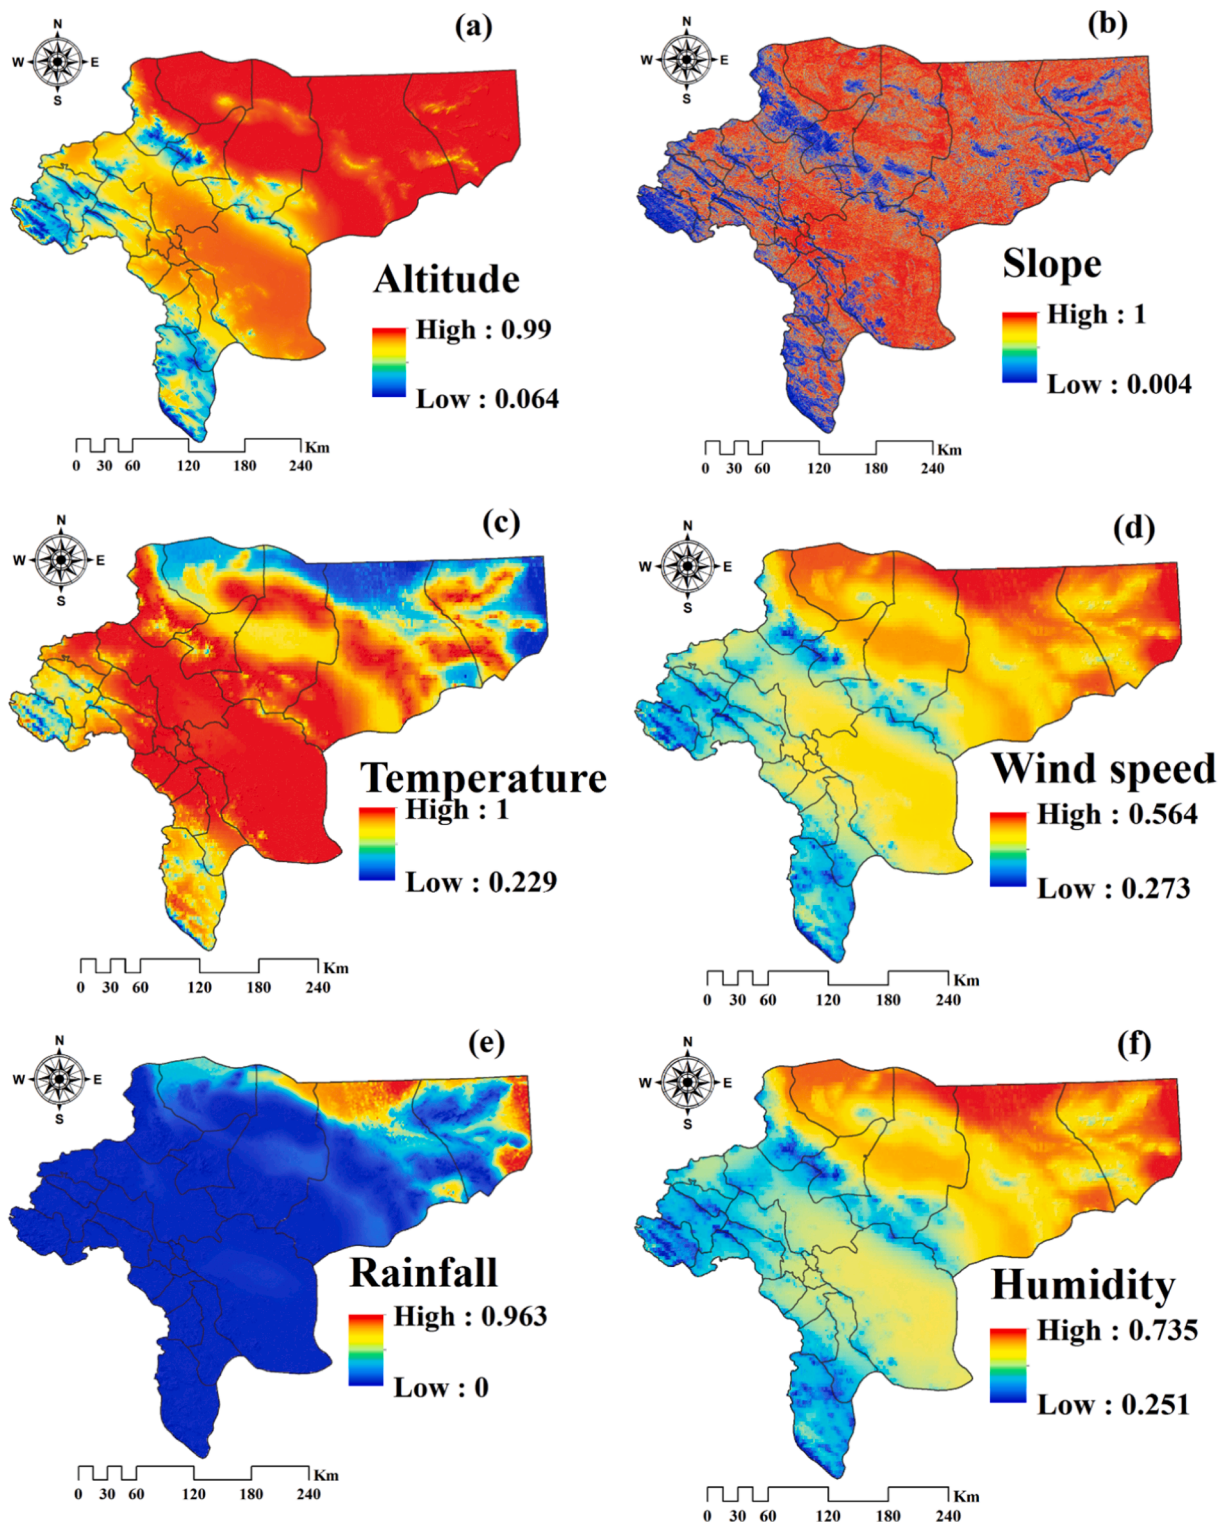 (a)
N
W E
S
Altitude
High : 0.99
Low : 0.064
Km
0 30 60 120 180 240
(b)
N
W E
S
Slope
High : 1
Low : 0.004
Km
0 30 60 120 180 240
(c)
N
W E
S
Temperature
High : 1
Low : 0.229
Km
0 30 60 120 180 240
(d)
N
W E
S
Wind speed
High : 0.564
Low : 0.273
Km
0 30 60 120 180 240
(e)
N
W E
S
Rainfall
High : 0.963
Low : 0
Km
0 30 60 120 180 240
(f)
N
W E
S
Humidity
High : 0.735
Low : 0.251
Km
0 30 60 120 180 240